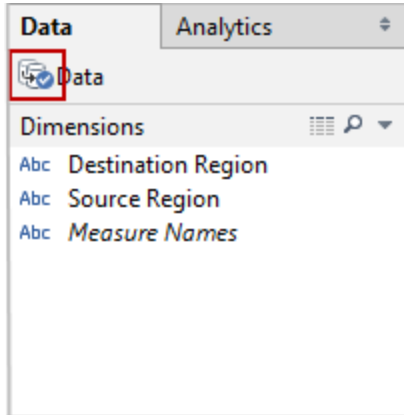 Data Analytics
Data
Dimensions
Abc Destination Region
Abc Source Region
Abc Measure Names